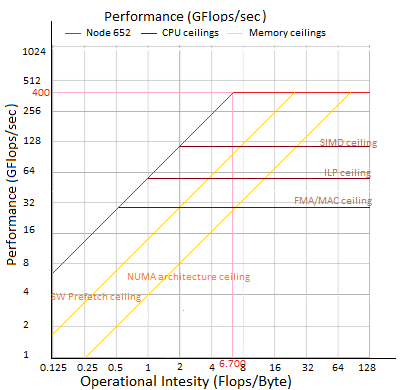 Performance (GFlops/sec)
Node 652 CPU ceilings Memory ceilings
Performance (GFlops/sec)
1024
512
400
256
128
64
32
16
8
4
2
1
SIMD ceiling
ILP ceiling
FMA/MAC ceiling
NUMA architecture ceiling
SW Prefetch ceiling
0.125 0.25 0.5 1 2 4 6.700 8 16 32 64 128
Operational Intesity (Flops/Byte)